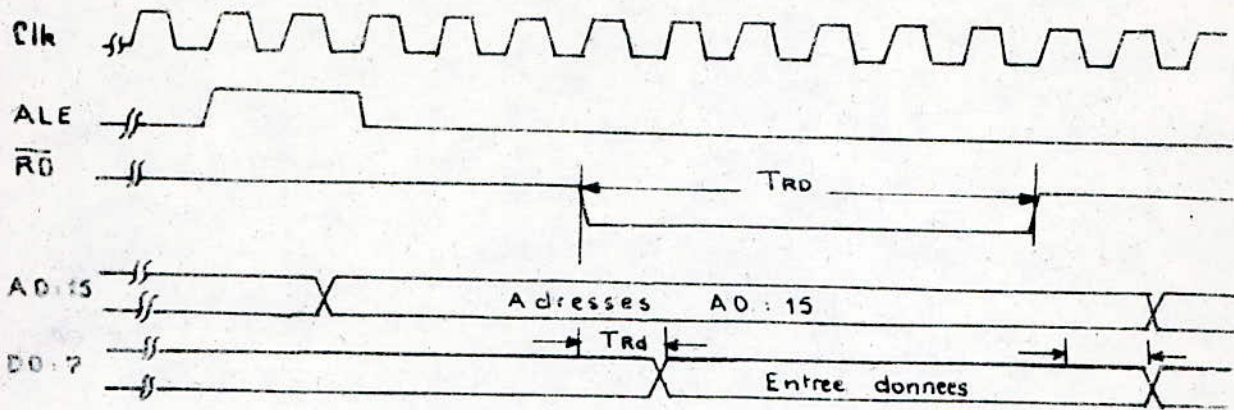 Clk
ALE
RD
TRD
A0:15
Adresses A0:15
TRd
D0:7
Entree donnees